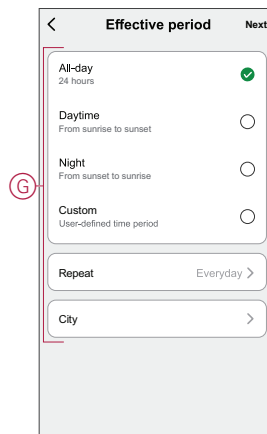 Effective period Next
All-day
24 hours
Daytime
From sunrise to sunset
Night
From sunset to sunrise
Custom
User-defined time period
G
Repeat Everyday
City